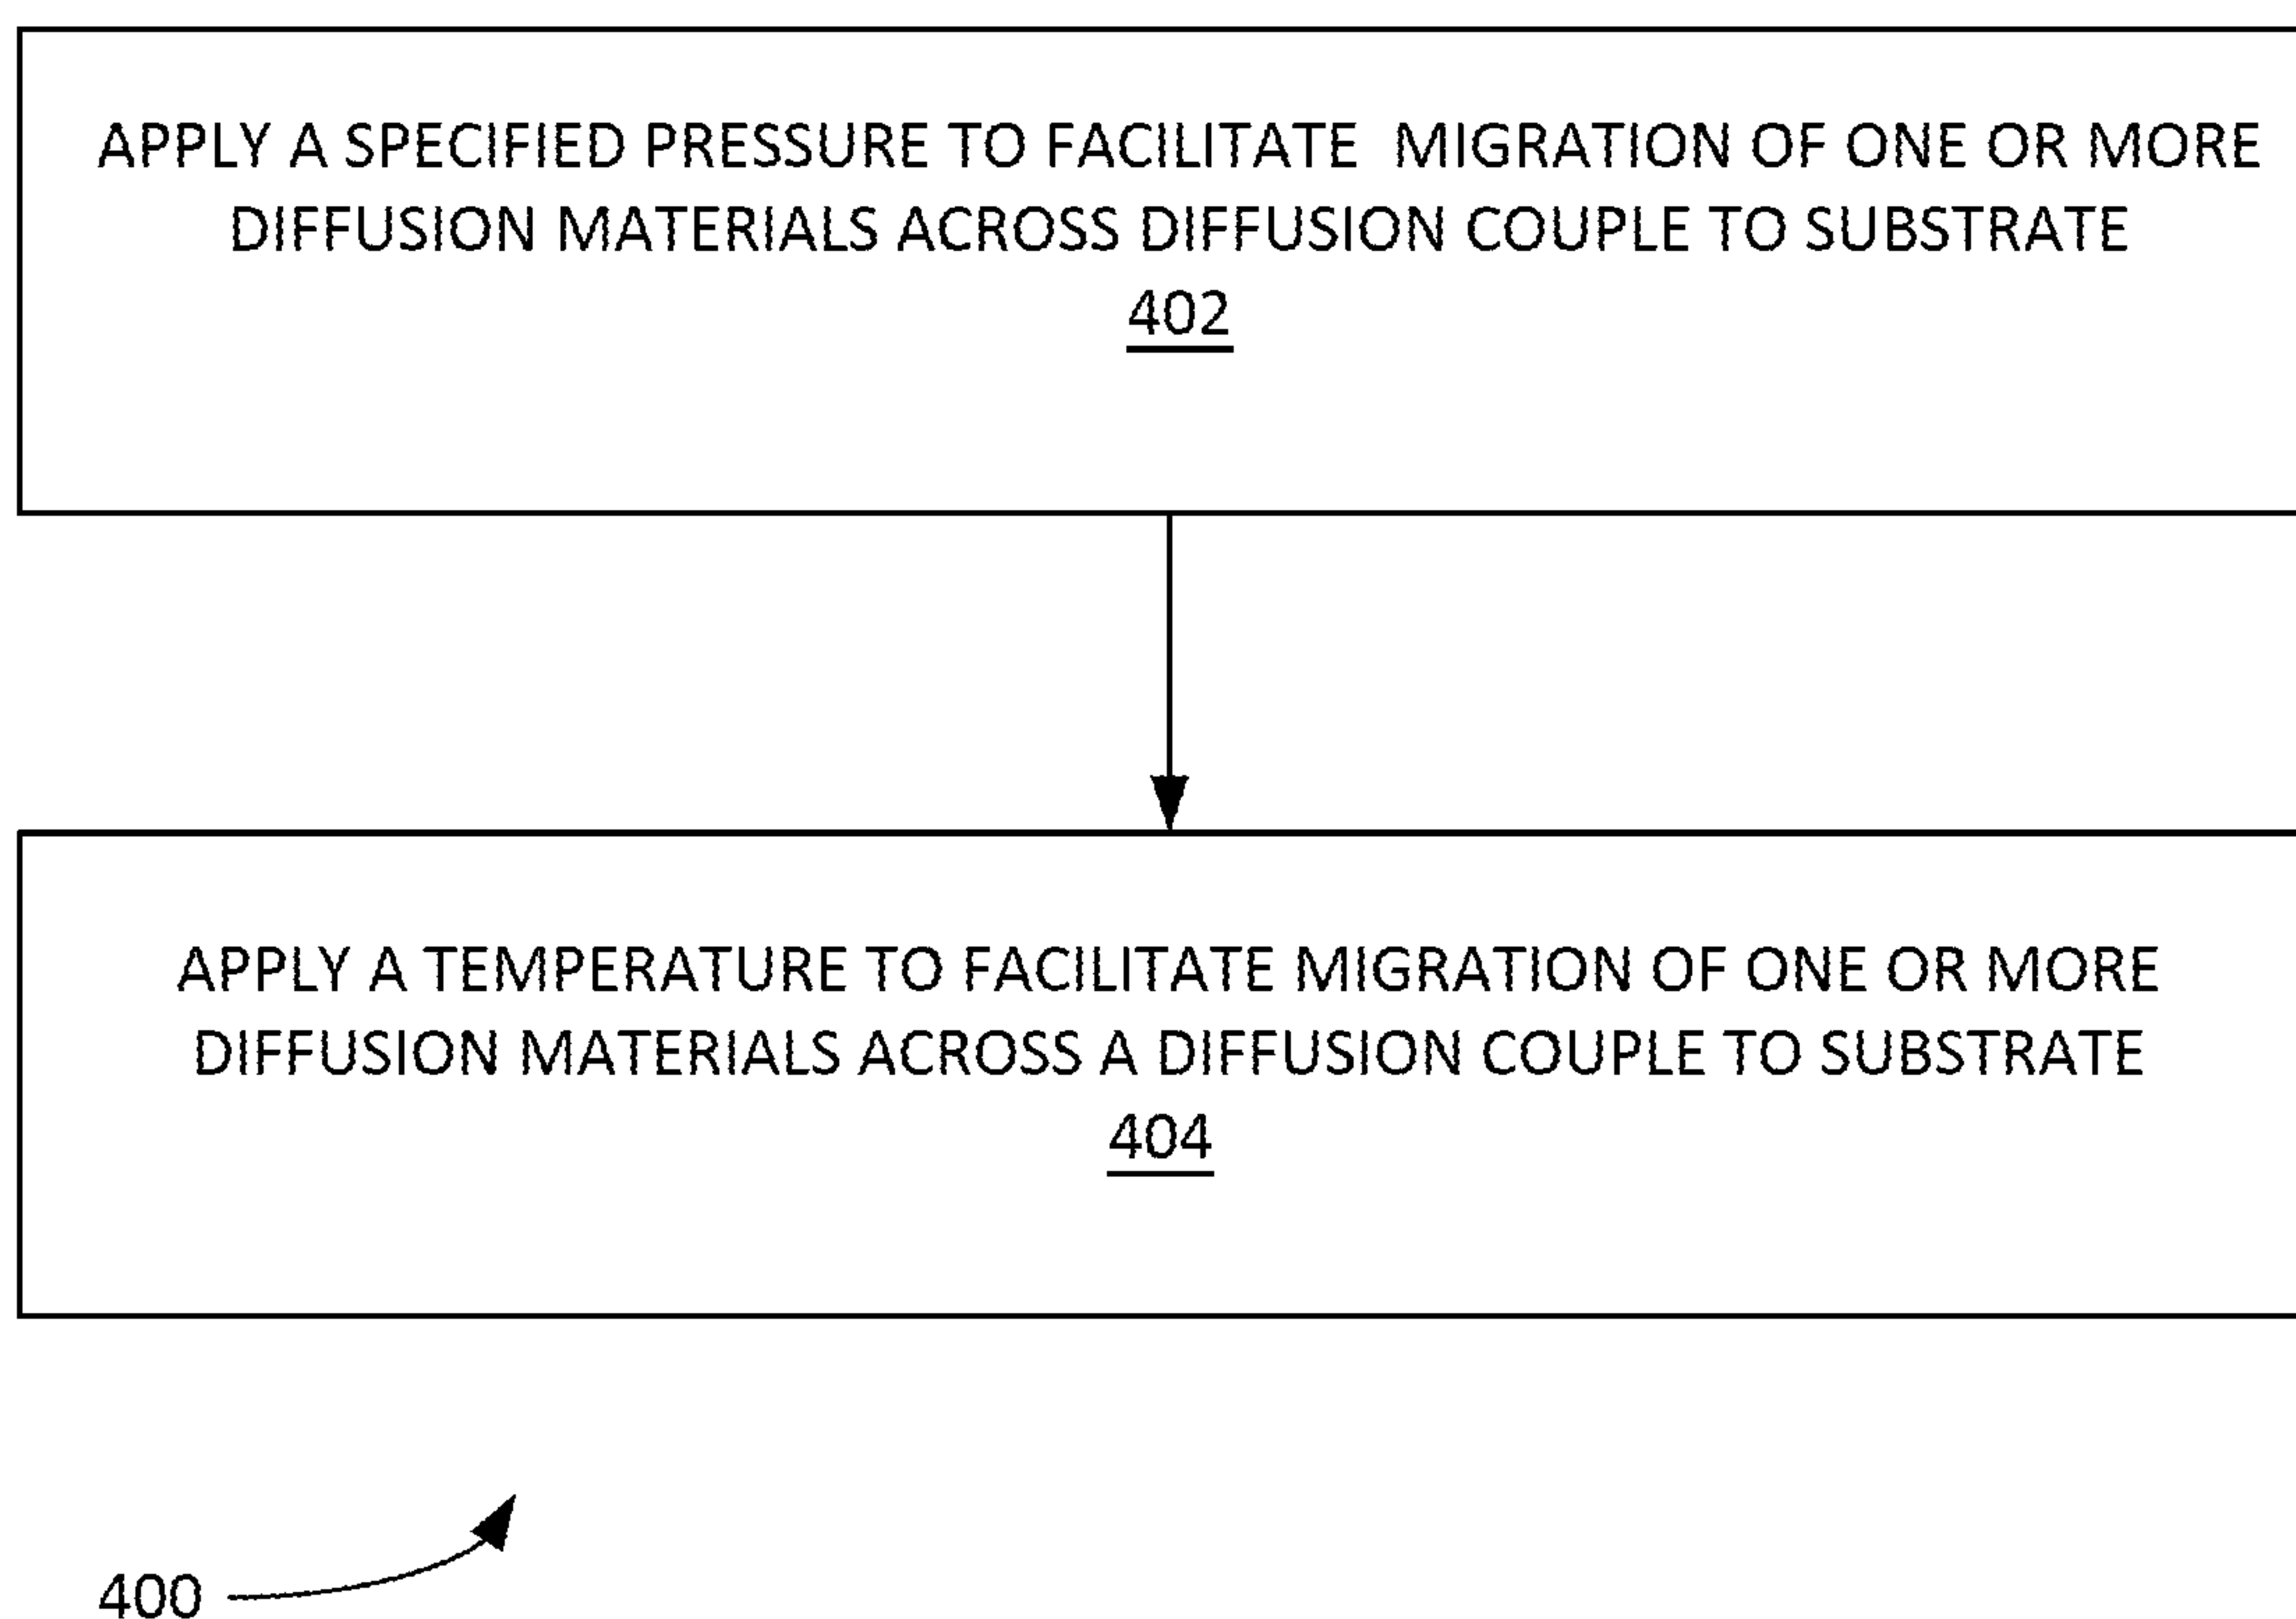 APPLY A SPECIFIED PRESSURE TO FACILITATE MIGRATION OF ONE OR MORE
DIFFUSION MATERIALS ACROSS DIFFUSION COUPLE TO SUBSTRATE
402
APPLY A TEMPERATURE TO FACILITATE MIGRATION OF ONE OR MORE
DIFFUSION MATERIALS ACROSS A DIFFUSION COUPLE TO SUBSTRATE
404
400